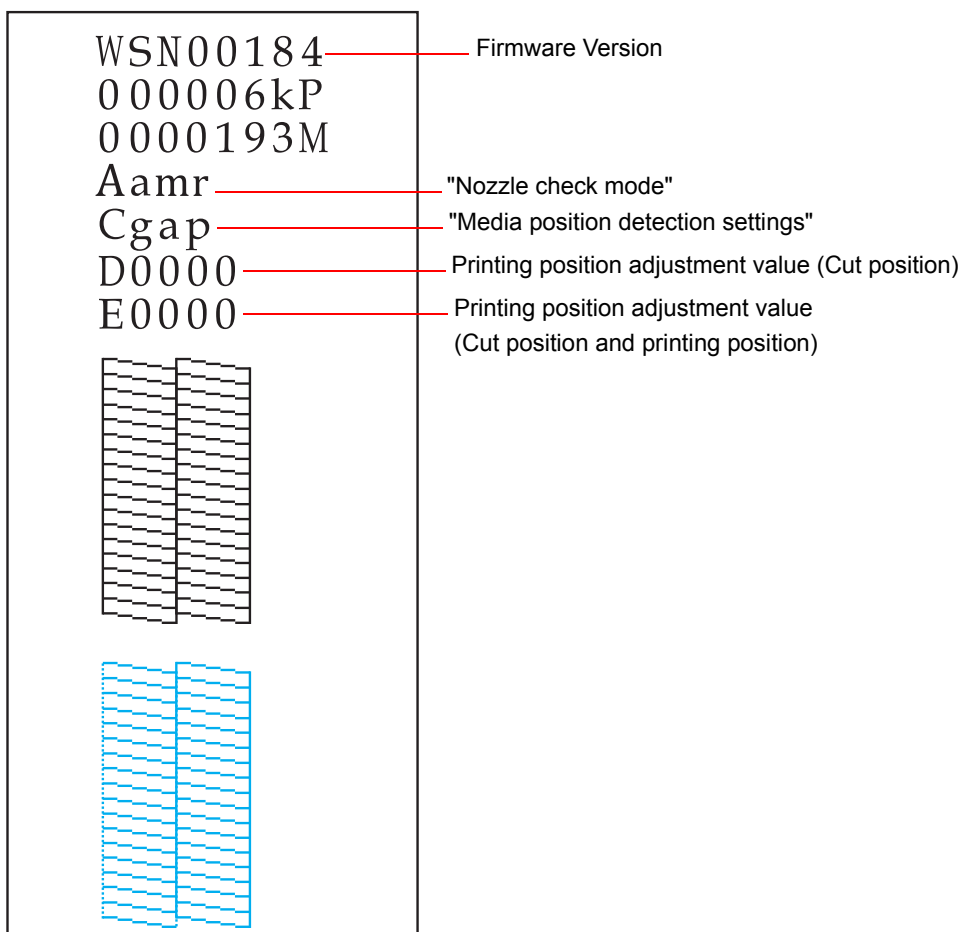 WSN00184 Firmware Version
000006kP
0000193M
Aamr "Nozzle check mode"
Cgap "Media position detection settings"
D0000 Printing position adjustment value (Cut position)
E0000 Printing position adjustment value
(Cut position and printing position)